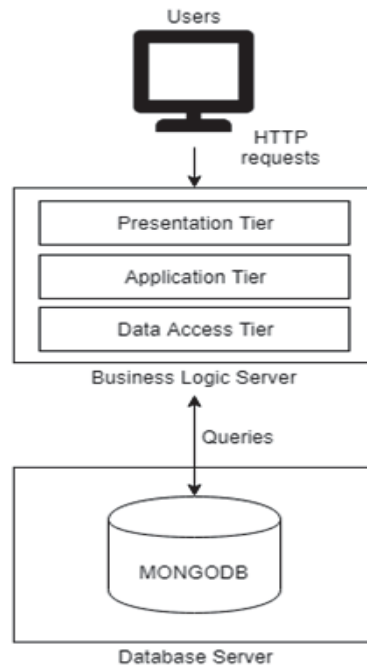 Users
HTTP
requests
Presentation Tier
Application Tier
Data Access Tier
Business Logic Server
Queries
MONGODB
Database Server